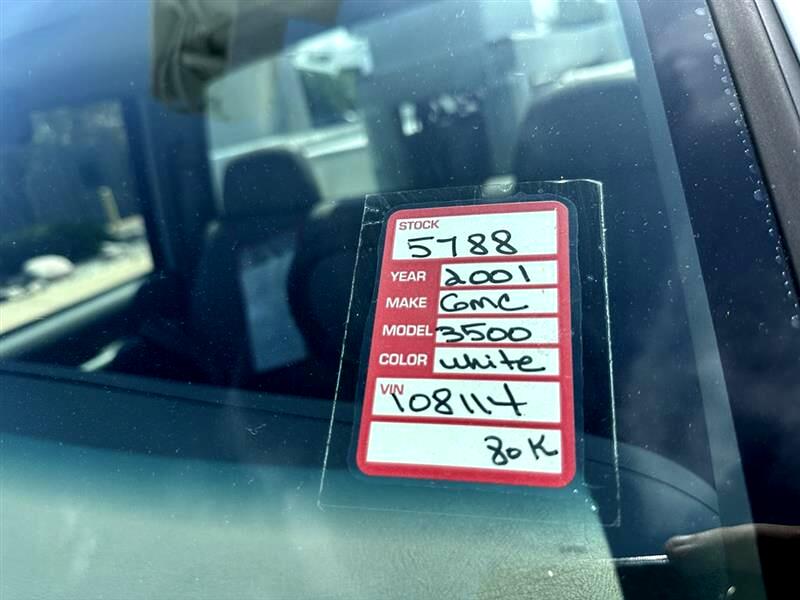 STOCK
5788
YEAR 2001
MAKE GMC
MODEL 3500
COLOR white
VIN
108114
80K